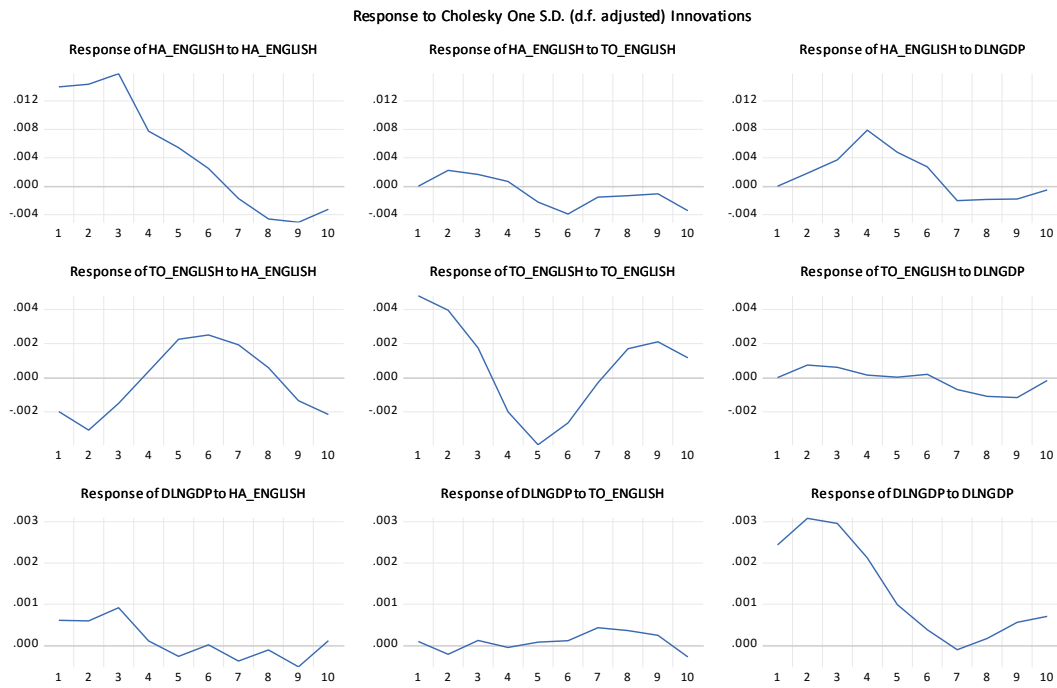 Response to Cholesky One S.D. (d.f. adjusted) Innovations
Response of HA_ENGLISH to HA_ENGLISH
.012
.008
.004
.000
-.004
1 2 3 4 5 6 7 8 9 10
Response of HA_ENGLISH to TO_ENGLISH
.012
.008
.004
.000
-.004
1 2 3 4 5 6 7 8 9 10
Response of HA_ENGLISH to DLNGDP
.012
.008
.004
.000
-.004
1 2 3 4 5 6 7 8 9 10
Response of TO_ENGLISH to HA_ENGLISH
.004
.002
.000
-.002
1 2 3 4 5 6 7 8 9 10
Response of TO_ENGLISH to TO_ENGLISH
.004
.002
.000
-.002
1 2 3 4 5 6 7 8 9 10
Response of TO_ENGLISH to DLNGDP
.004
.002
.000
-.002
1 2 3 4 5 6 7 8 9 10
Response of DLNGDP to HA_ENGLISH
.003
.002
.001
.000
1 2 3 4 5 6 7 8 9 10
Response of DLNGDP to TO_ENGLISH
.003
.002
.001
.000
1 2 3 4 5 6 7 8 9 10
Response of DLNGDP to DLNGDP
.003
.002
.001
.000
1 2 3 4 5 6 7 8 9 10